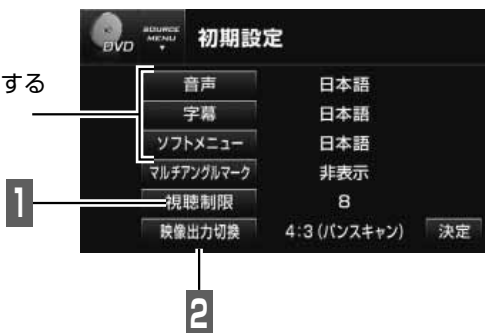 DVD SOURCE MENU 初期設定
する
音声 日本語
字幕 日本語
ソフトメニュー 日本語
マルチアングルマーク 非表示
1 視聴制限 8
映像出力切換 4:3(パンスキャン) 決定
2